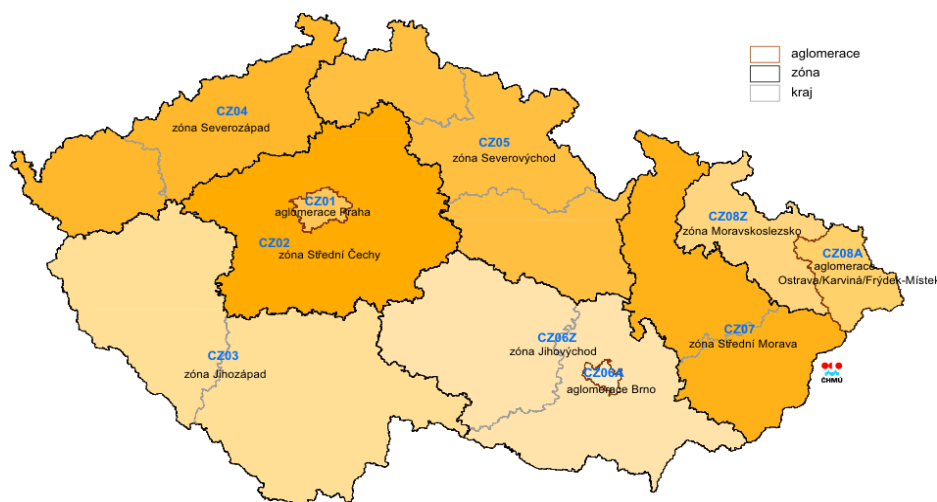 aglomerace
zóna
kraj
CZ04
zóna Severozápad
CZ05
zóna Severovýchod
CZ01
aglomerace Praha
CZ02
zóna Střední Čechy
CZ08Z
zóna Moravskoslezsko
CZ08A
aglomerace
Ostrava/Karviná/Frýdek-Místek
CZ03
zóna Jihozápad
CZ06Z
zóna Jihovýchod
CZ06A
aglomerace Brno
CZ07
zóna Střední Morava
ČHMÚ